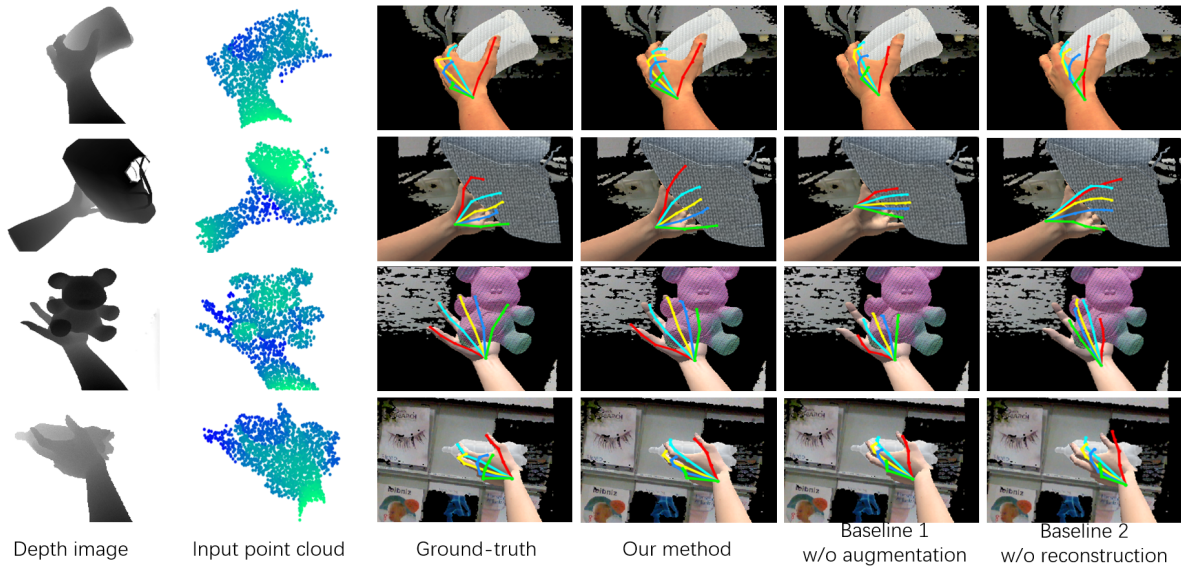 Depth image
Input point cloud
Ground-truth
Our method
Baseline 1
w/o augmentation
Baseline 2
w/o reconstruction